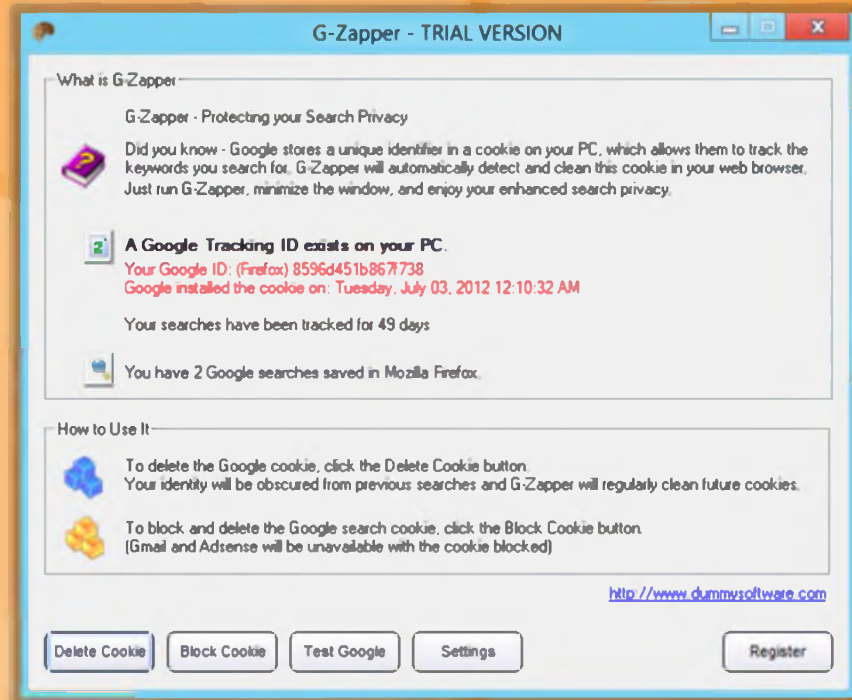 G-Zapper - TRIAL VERSION
What is G-Zapper
G-Zapper - Protecting your Search Privacy
Did you know - Google stores a unique identifier in a cookie on your PC, which allows them to track the
keywords you search for. G-Zapper will automatically detect and clean this cookie in your web browser.
Just run G-Zapper, minimize the window, and enjoy your enhanced search privacy.
A Google Tracking ID exists on your PC.
Your Google ID: (Firefox) 8596d451b867f738
Google installed the cookie on: Tuesday, July 03, 2012 12:10:32 AM
Your searches have been tracked for 49 days
You have 2 Google searches saved in Mozilla Firefox.
How to Use It
To delete the Google cookie, click the Delete Cookie button.
Your identity will be obscured from previous searches and G-Zapper will regularly clean future cookies.
To block and delete the Google search cookie, click the Block Cookie button.
(Gmail and Adsense will be unavailable with the cookie blocked)
http://www.dummysoftware.com
Delete Cookie Block Cookie Test Google Settings Register